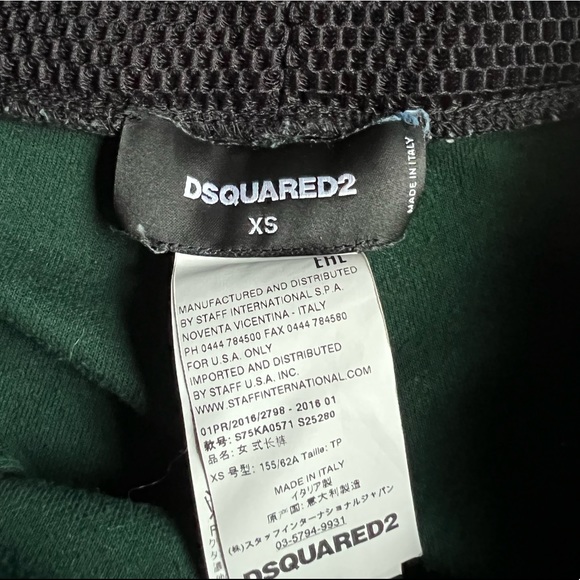 DSQUARED2
XS
MADE IN ITALY
EAC
MANUFACTURED AND DISTRIBUTED
BY STAFF INTERNATIONAL S.P.A.
NOVENTA VICENTINA - ITALY
PH 0444 784500 FAX 0444 784580
FOR U.S.A. ONLY
IMPORTED AND DISTRIBUTED
BY STAFF U.S.A. INC.
WWW.STAFFINTERNATIONAL.COM
01PR/2016/2798 - 2016 01
款号: S75KA0571 S25280
品名: 女式长裤
XS 号型: 155/62A Taille: TP
MADE IN ITALY
イタリア製
原产国: 意大利製造
(株)スタッフインターナショナルジャパン
03-5794-9931
DSQUARED2